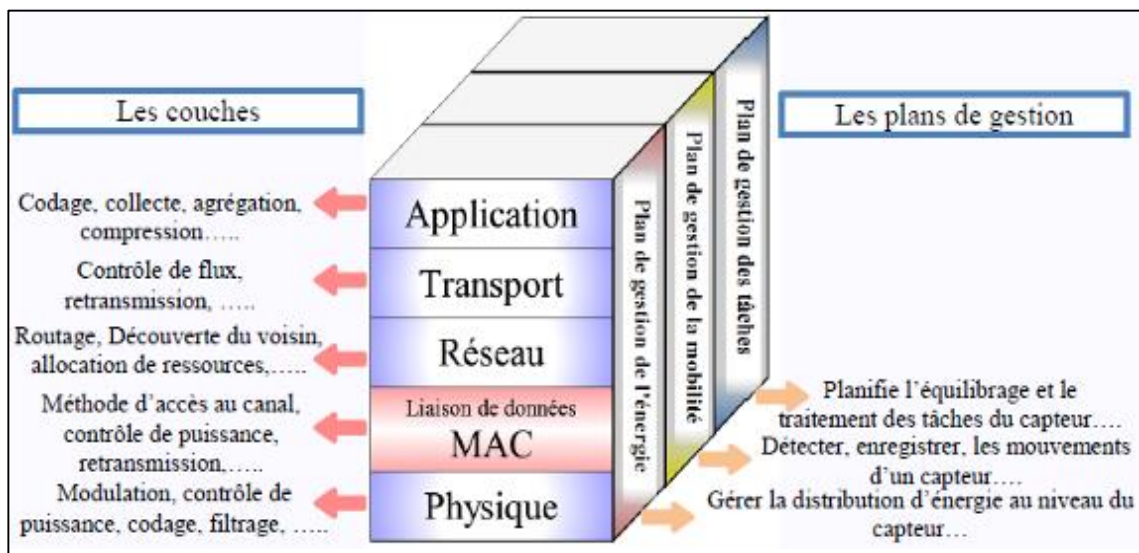 Les couches
Codage, collecte, agrégation,
compression…..
Contrôle de flux,
retransmission, …..
Routage, Découverte du voisin,
allocation de ressources,…..
Méthode d’accès au canal,
contrôle de puissance,
retransmission,…..
Modulation, contrôle de
puissance, codage, filtrage, …..
Application
Transport
Réseau
Liaison de données
MAC
Physique
Plan de gestion de l'énergie
Plan de gestion de la mobilité
Plan de gestion des tâches
Les plans de gestion
Planifie l’équilibrage et le
traitement des tâches du capteur….
Détecter, enregistrer, les mouvements
d’un capteur….
Gérer la distribution d’énergie au niveau du
capteur…